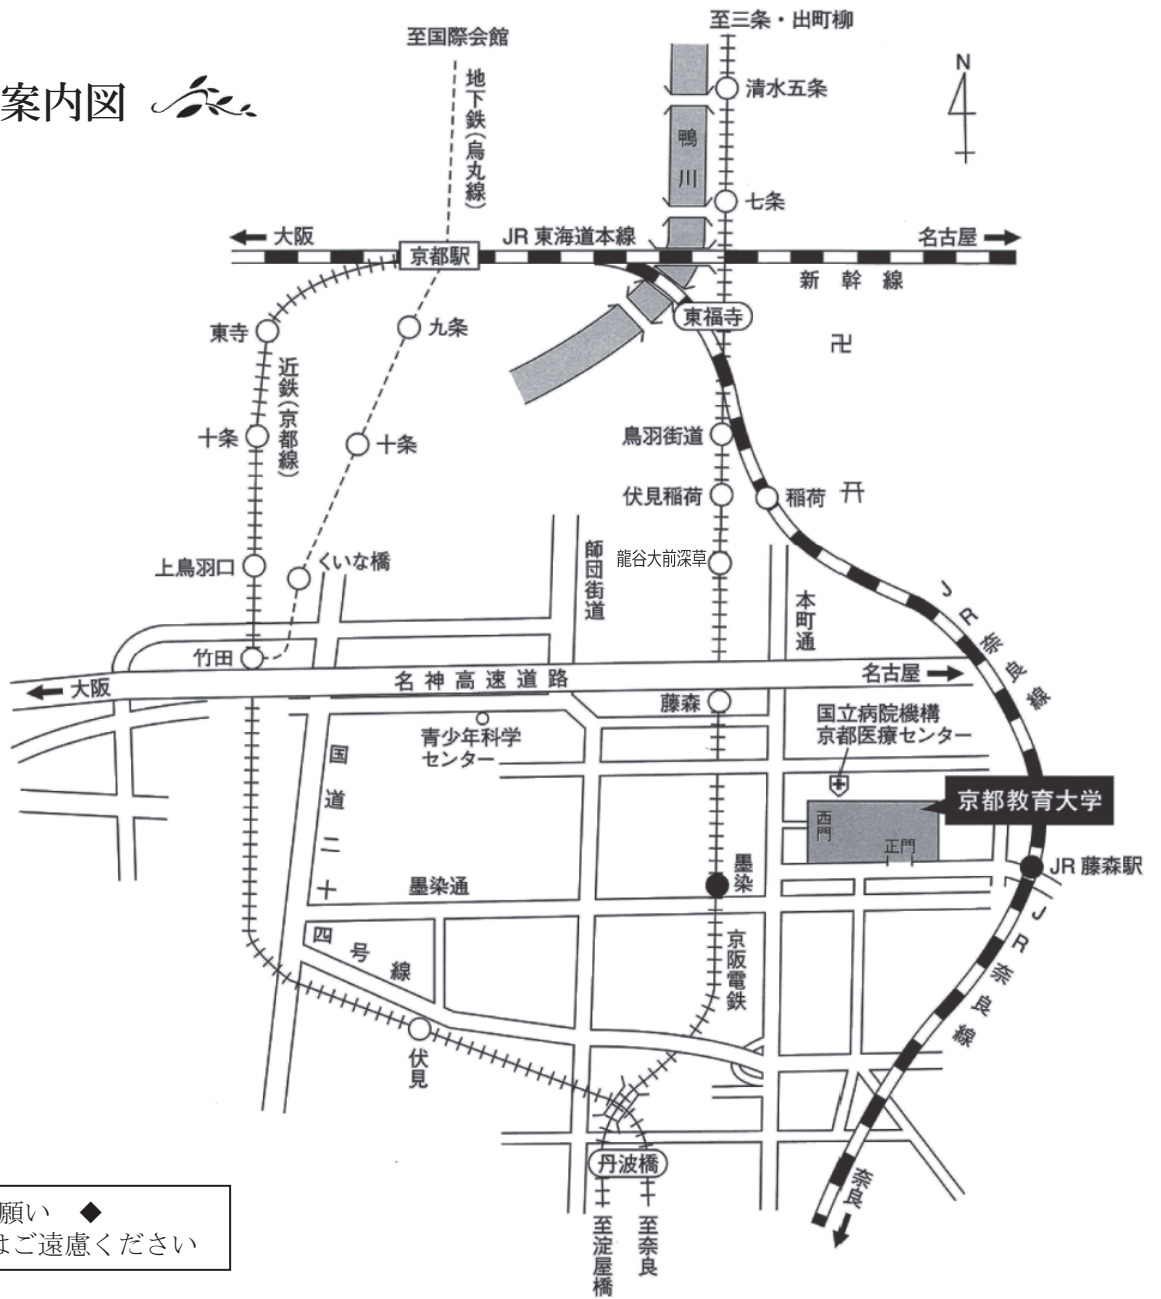 至三条・出町柳
至国際会館
案内図
N
清水五条
地下鉄(烏丸線)
鴨川
七条
大阪
JR 東海道本線
名古屋
京都駅
新幹線
東寺
九条
東福寺
卍
近鉄(京都線)
十条
十条
鳥羽街道
伏見稲荷
稲荷
上鳥羽口
くいな橋
師団街道
龍谷大前深草
本町通
JR奈良線
竹田
大阪
名神高速道路
名古屋
藤森
国立病院機構
京都医療センター
青少年科学
センター
国道二十四号線
京都教育大学
西門
正門
墨染
JR 藤森駅
墨染通
JR奈良線
京阪電鉄
伏見
丹波橋
奈良
至淀屋橋
至奈良
願い ◆
はご遠慮ください